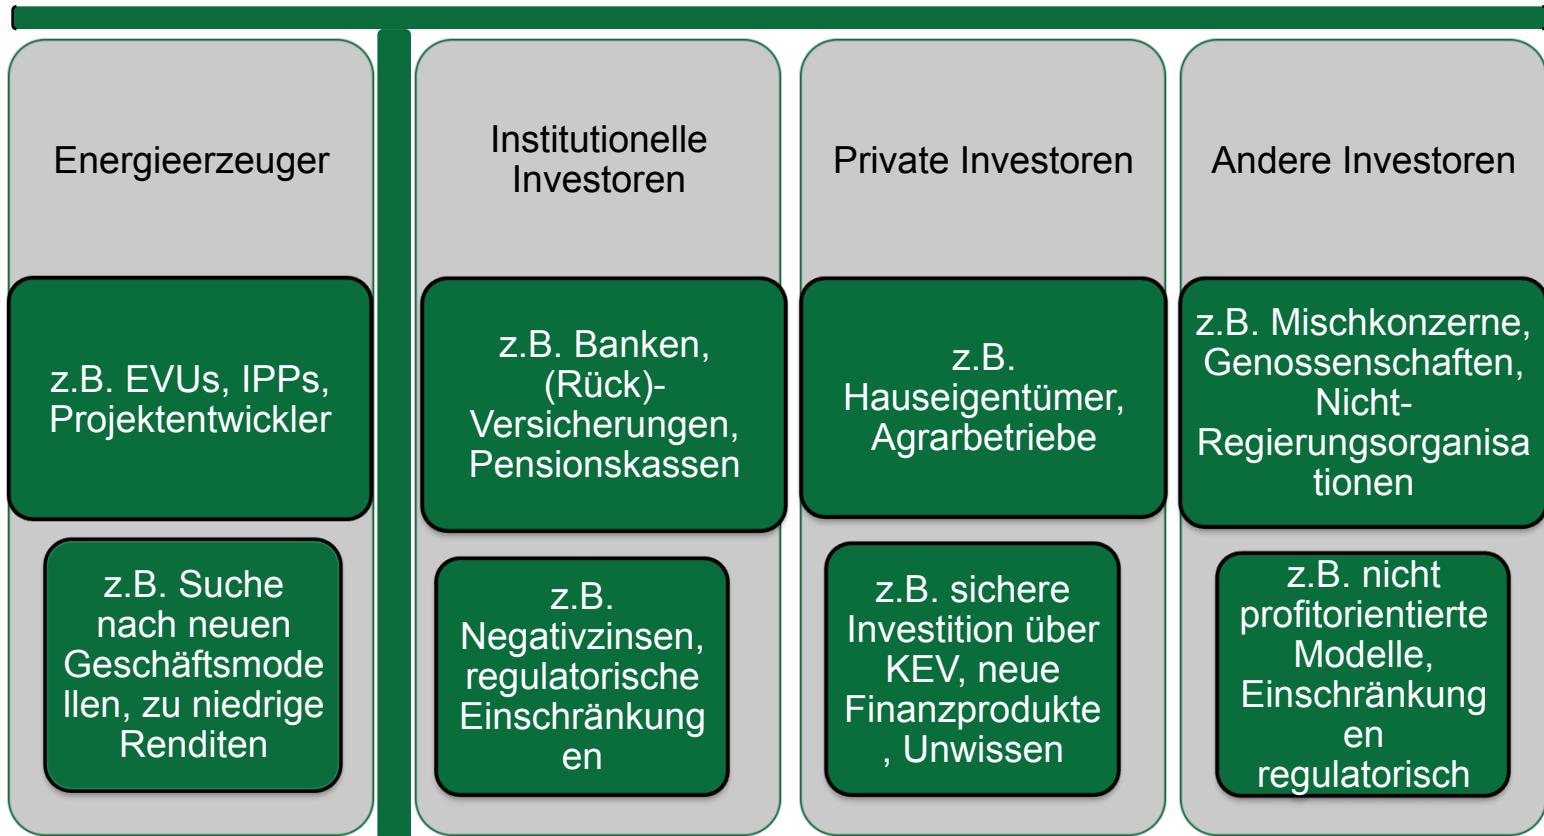 Energieerzeuger
z.B. EVUs, IPPs,
Projektentwickler
z.B. Suche
nach neuen
Geschäftsmode
llen, zu niedrige
Renditen
Institutionelle
Investoren
z.B. Banken,
(Rück)-
Versicherungen,
Pensionskassen
z.B.
Negativzinsen,
regulatorische
Einschränkung
en
Private Investoren
z.B.
Hauseigentümer,
Agrarbetriebe
z.B. sichere
Investition über
KEV, neue
Finanzprodukte
, Unwissen
Andere Investoren
z.B. Mischkonzerne,
Genossenschaften,
Nicht-
Regierungsorganisa
tionen
z.B. nicht
profitorientierte
Modelle,
Einschränkung
en
regulatorisch